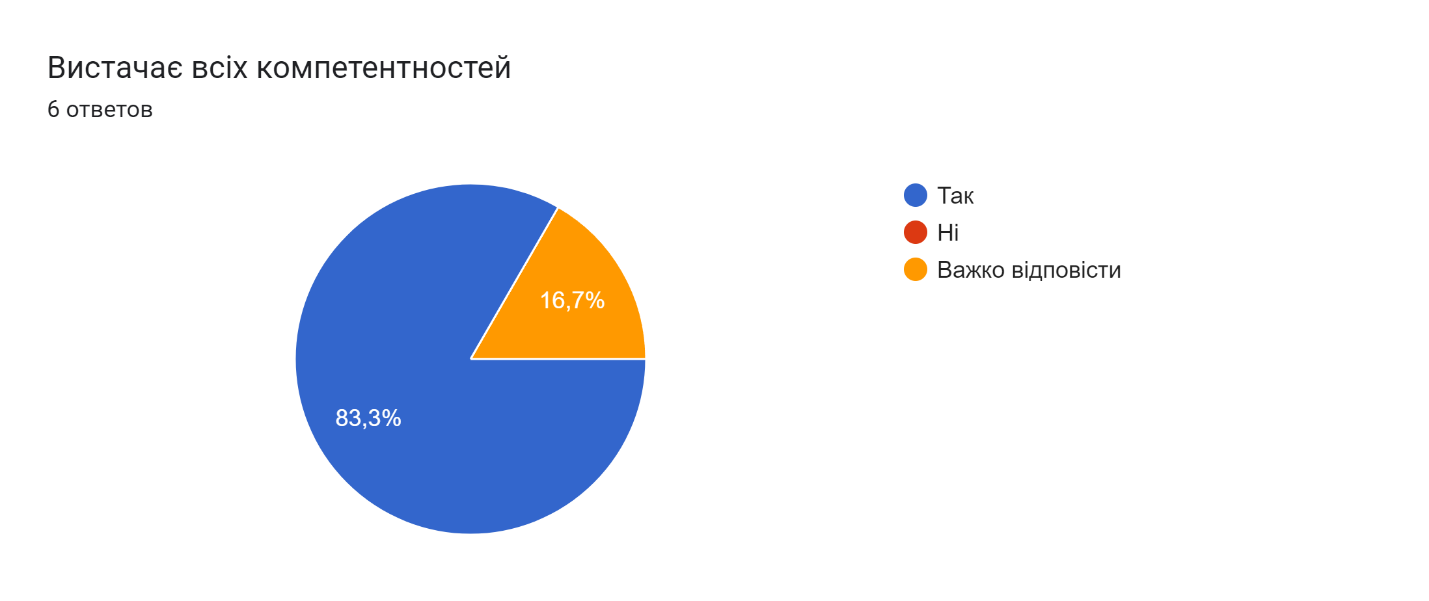 Вистачає всіх компетентностей
6 ответов
Так
Ні
Важко відповісти
16,7%
83,3%